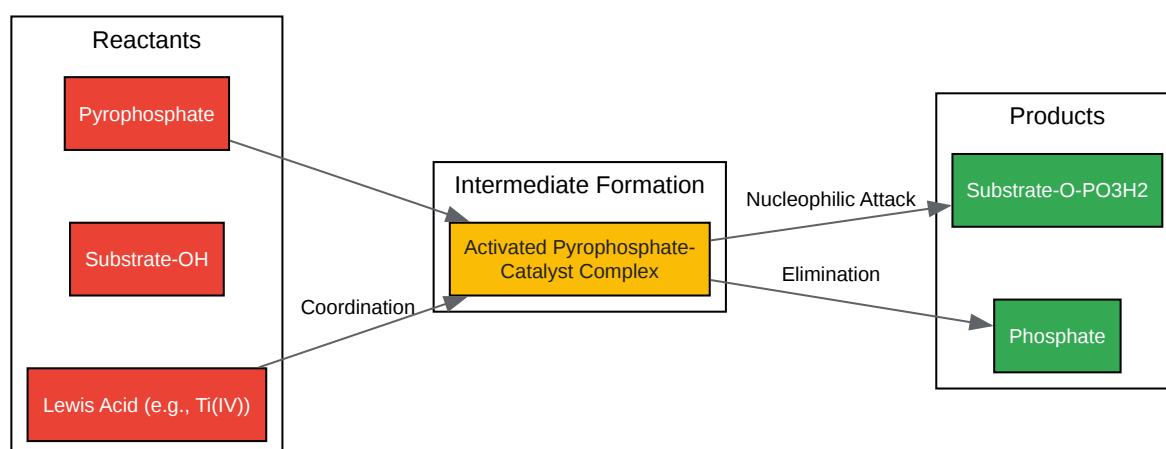 Reactants
Pyrophosphate
Substrate-OH
Lewis Acid (e.g., Ti(IV))
Coordination
Intermediate Formation
Activated Pyrophosphate-
Catalyst Complex
Nucleophilic Attack
Elimination
Products
Substrate-O-PO3H2
Phosphate